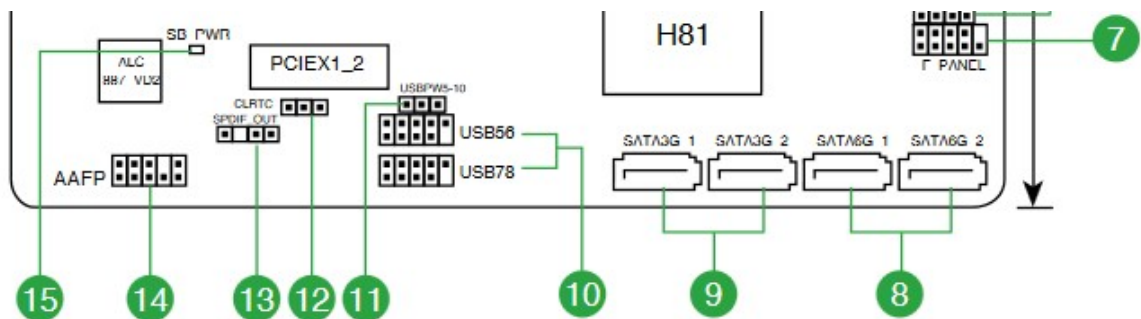 SB_PWR
ALC
887 VD2
PCIEX1_2
H81
7
F_PANEL
CLRTC
USBPW5-10
SPDIF_OUT
USB56
SATA3G_1 SATA3G_2 SATA6G_1 SATA6G_2
AAFP
USB78
15 14 13 12 11 10 9 8